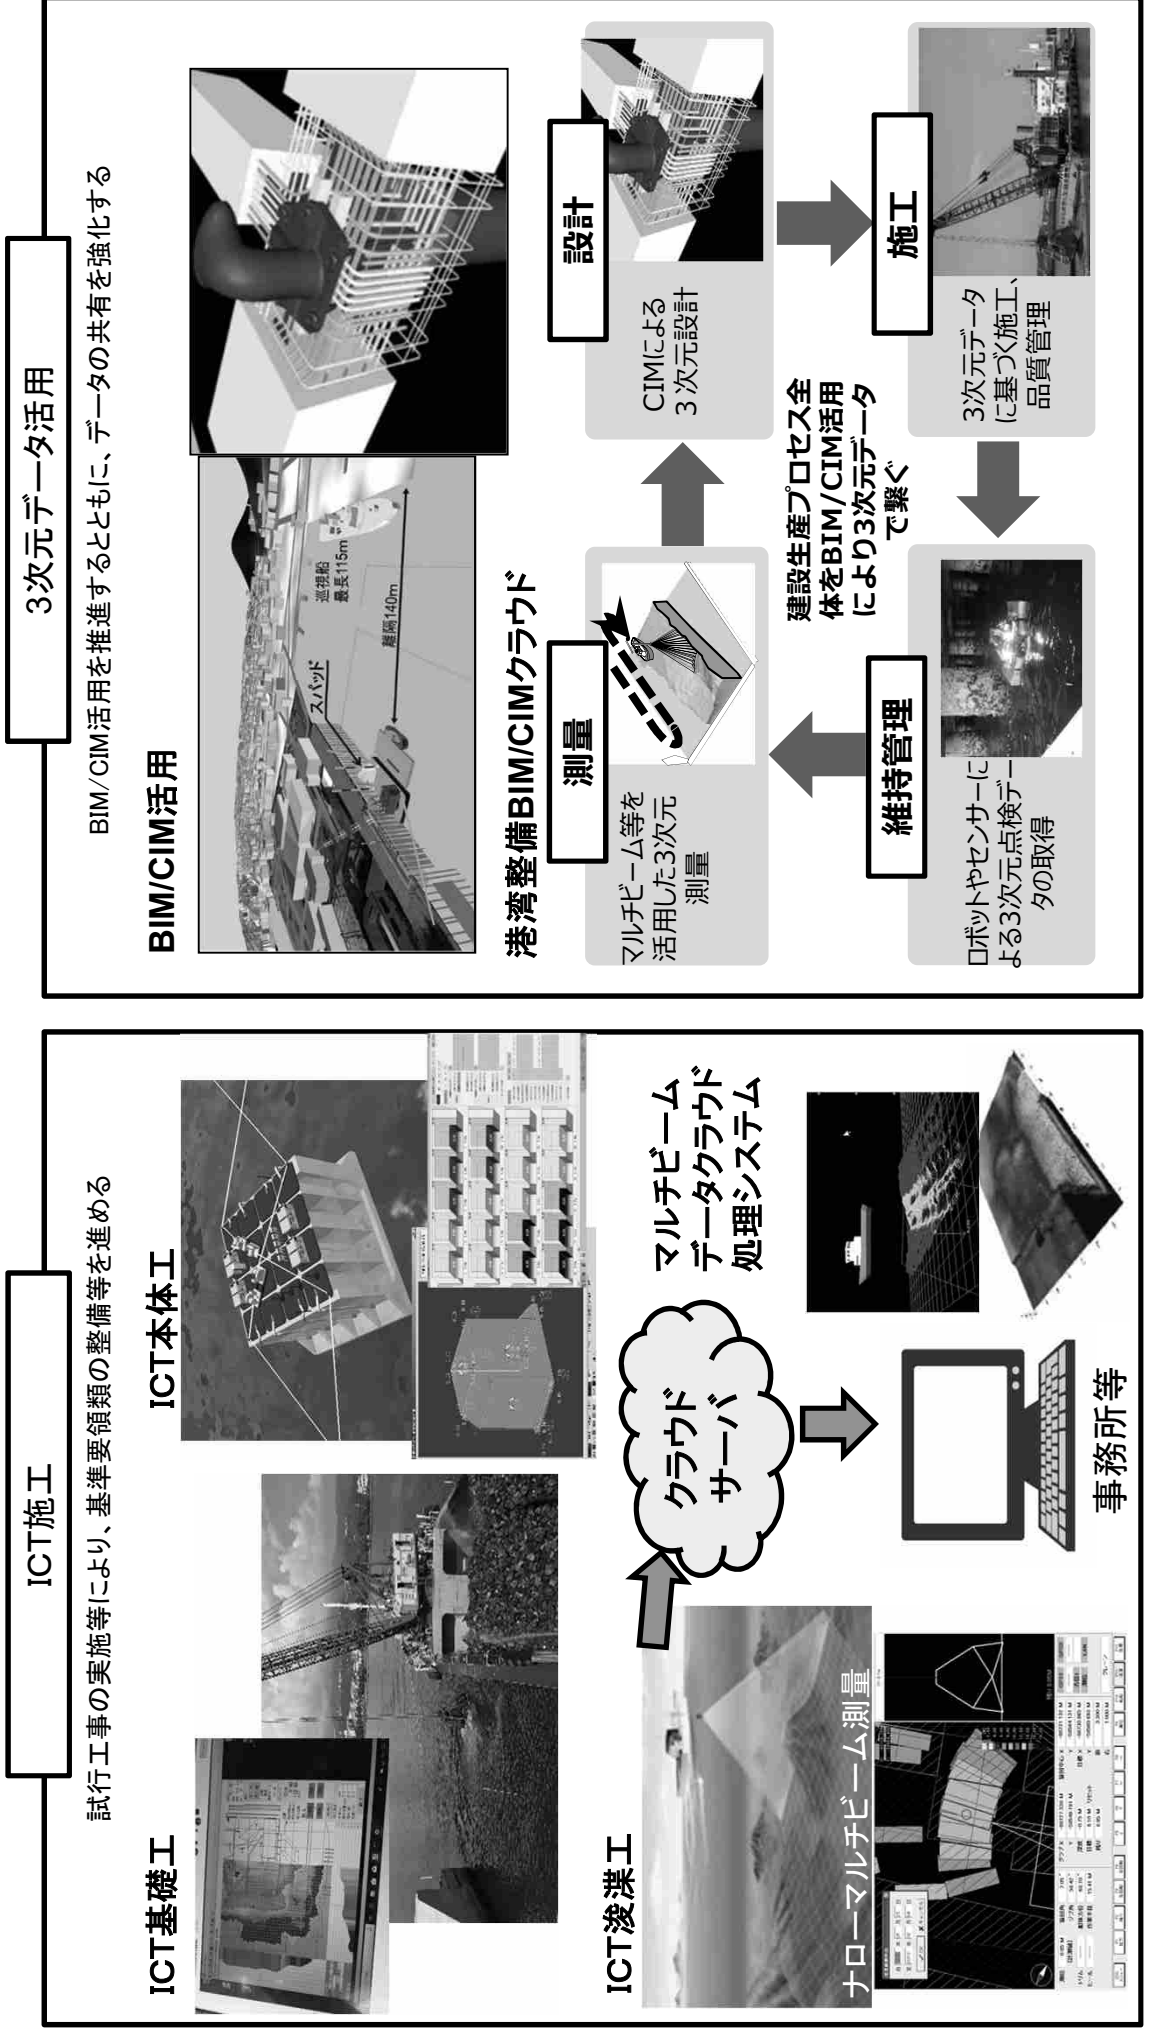 ICT施工
試行工事の実施等により、基準要領類の整備等を進める
ICT基礎工
ICT本体工
ICT浚渫工
ナローマルチビーム測量
クラウド
サーバ
マルチビーム
データクラウド
処理システム
事務所等
3次元データ活用
BIM/CIM活用を推進するとともに、データの共有を強化する
BIM/CIM活用
スパッド
巡視船
最長115m
離隔140m
港湾整備BIM/CIMクラウド
測量
マルチビーム等を
活用した3次元
測量
設計
CIMによる
3次元設計
建設生産プロセス全
体をBIM/CIM活用
により3次元データ
で繋ぐ
維持管理
ロボットやセンサーに
よる3次元点検デー
タの取得
施工
3次元データ
に基づく施工、
品質管理